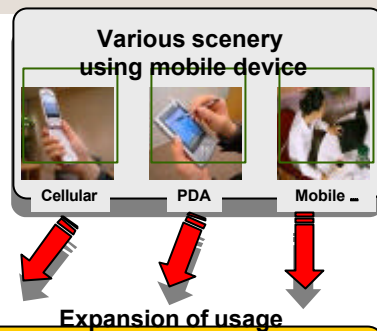 Various scenery
using mobile device
Cellular PDA Mobile ...
Expansion of usage